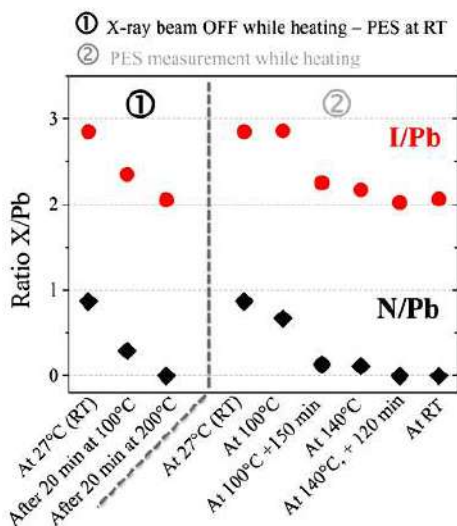 ① X-ray beam OFF while heating – PES at RT
② PES measurement while heating
① ②
3
I/Pb
2
Ratio X/Pb
1
N/Pb
0
At 27°C (RT)
After 20 min at 100°C
After 20 min at 200°C
At 27°C (RT)
At 100°C
At 100°C +150 min
At 140°C
At 140°C, + 120 min
At RT